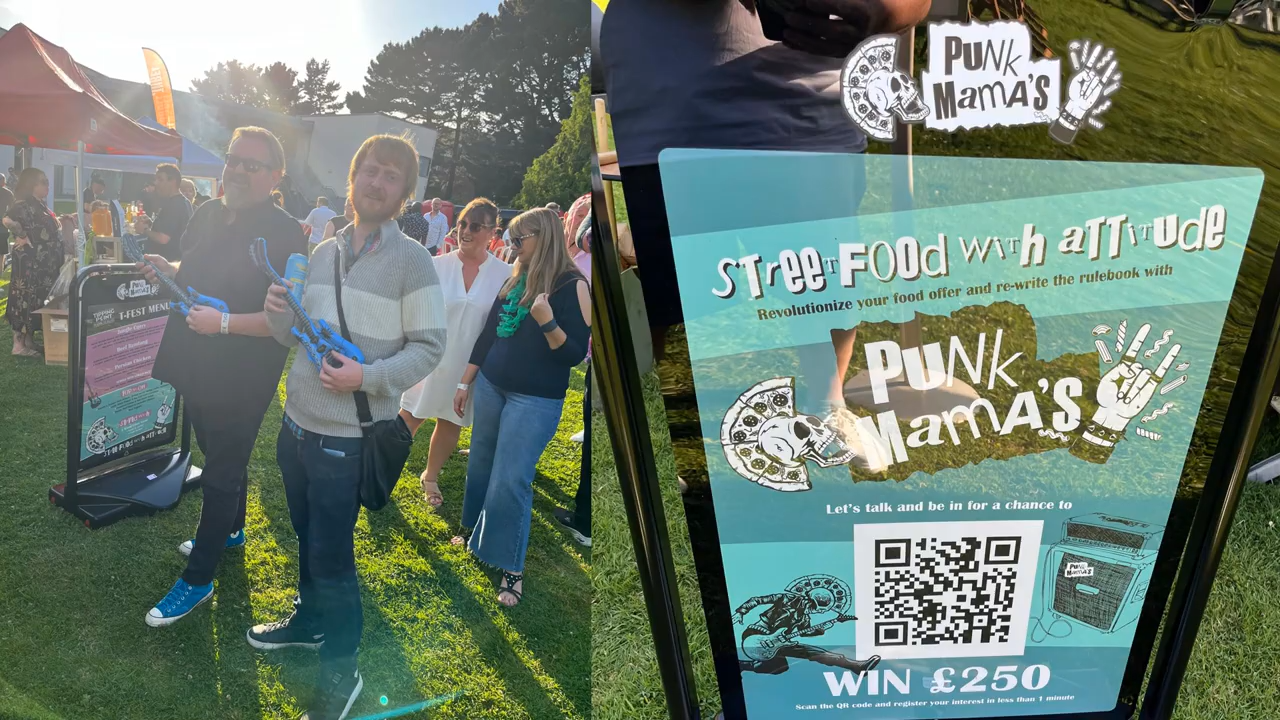 T-FEST MENU
PUNK
MAMA'S
STREET FOOD WITH ATTITUDE
Revolutionize your food offer and re-write the rulebook with
PUNK
MAMA'S
Let's talk and be in for a chance to
PUNK
MAMA'S
WIN £250
Scan the QR code and register your interest in less than 1 minute